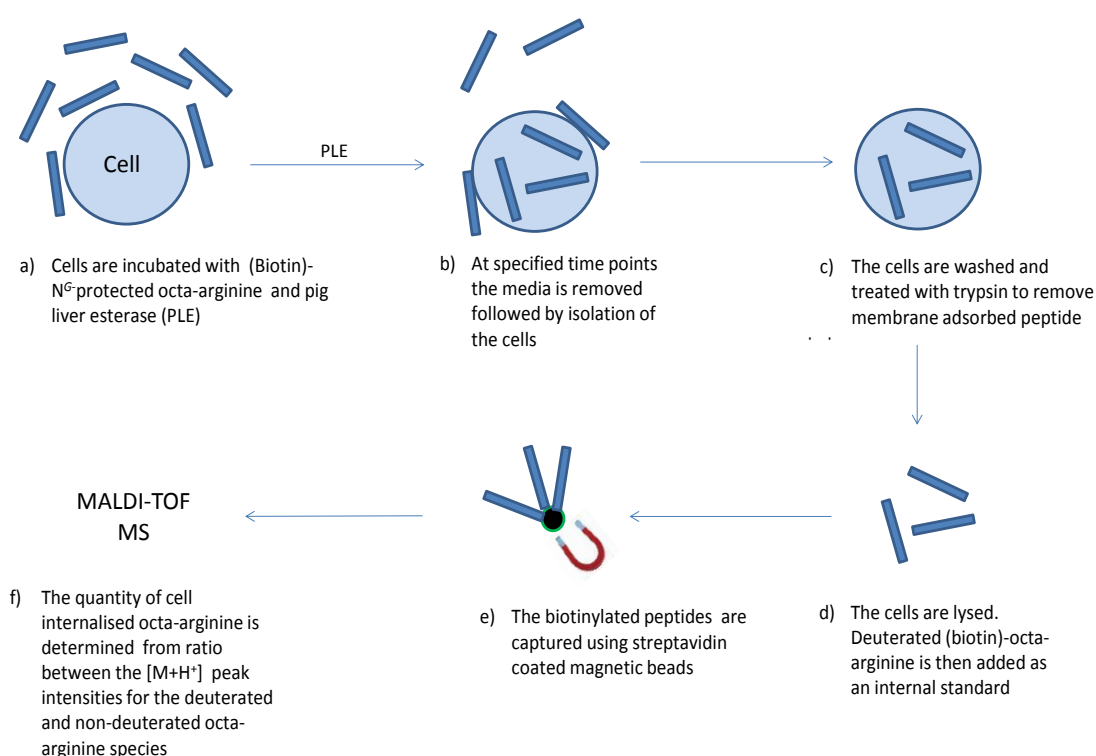 Cell
PLE
a) Cells are incubated with (Biotin)-
Nᴳ-protected octa-arginine and pig
liver esterase (PLE)
b) At specified time points
the media is removed
followed by isolation of
the cells
c) The cells are washed and
treated with trypsin to remove
membrane adsorbed peptide
MALDI-TOF
MS
f) The quantity of cell
internalised octa-arginine is
determined from ratio
between the [M+H⁺] peak
intensities for the deuterated
and non-deuterated octa-
arginine species
e) The biotinylated peptides are
captured using streptavidin
coated magnetic beads
d) The cells are lysed.
Deuterated (biotin)-octa-
arginine is then added as
an internal standard